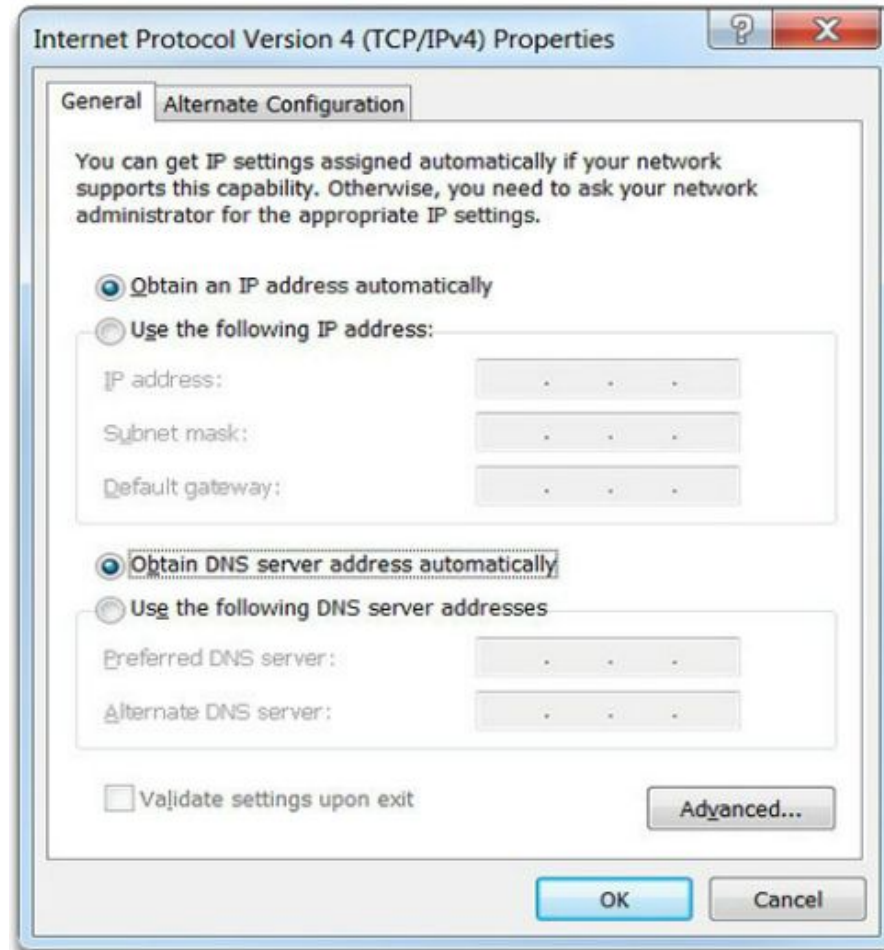 Internet Protocol Version 4 (TCP/IPv4) Properties
General
Alternate Configuration
You can get IP settings assigned automatically if your network
supports this capability. Otherwise, you need to ask your network
administrator for the appropriate IP settings.
Obtain an IP address automatically
Use the following IP address:
IP address:
Subnet mask:
Default gateway:
Obtain DNS server address automatically
Use the following DNS server addresses
Preferred DNS server:
Alternate DNS server:
Validate settings upon exit
Advanced...
OK
Cancel